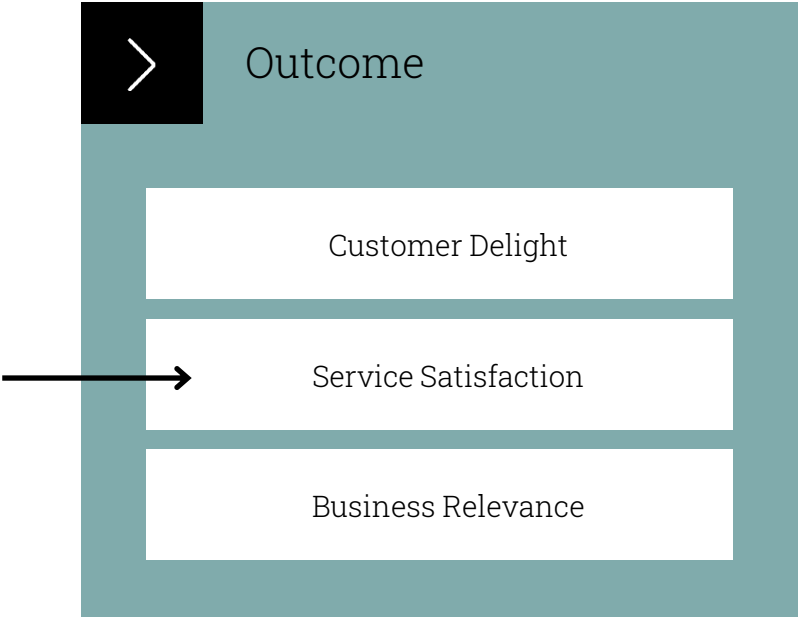 Outcome
Customer Delight
Service Satisfaction
Business Relevance